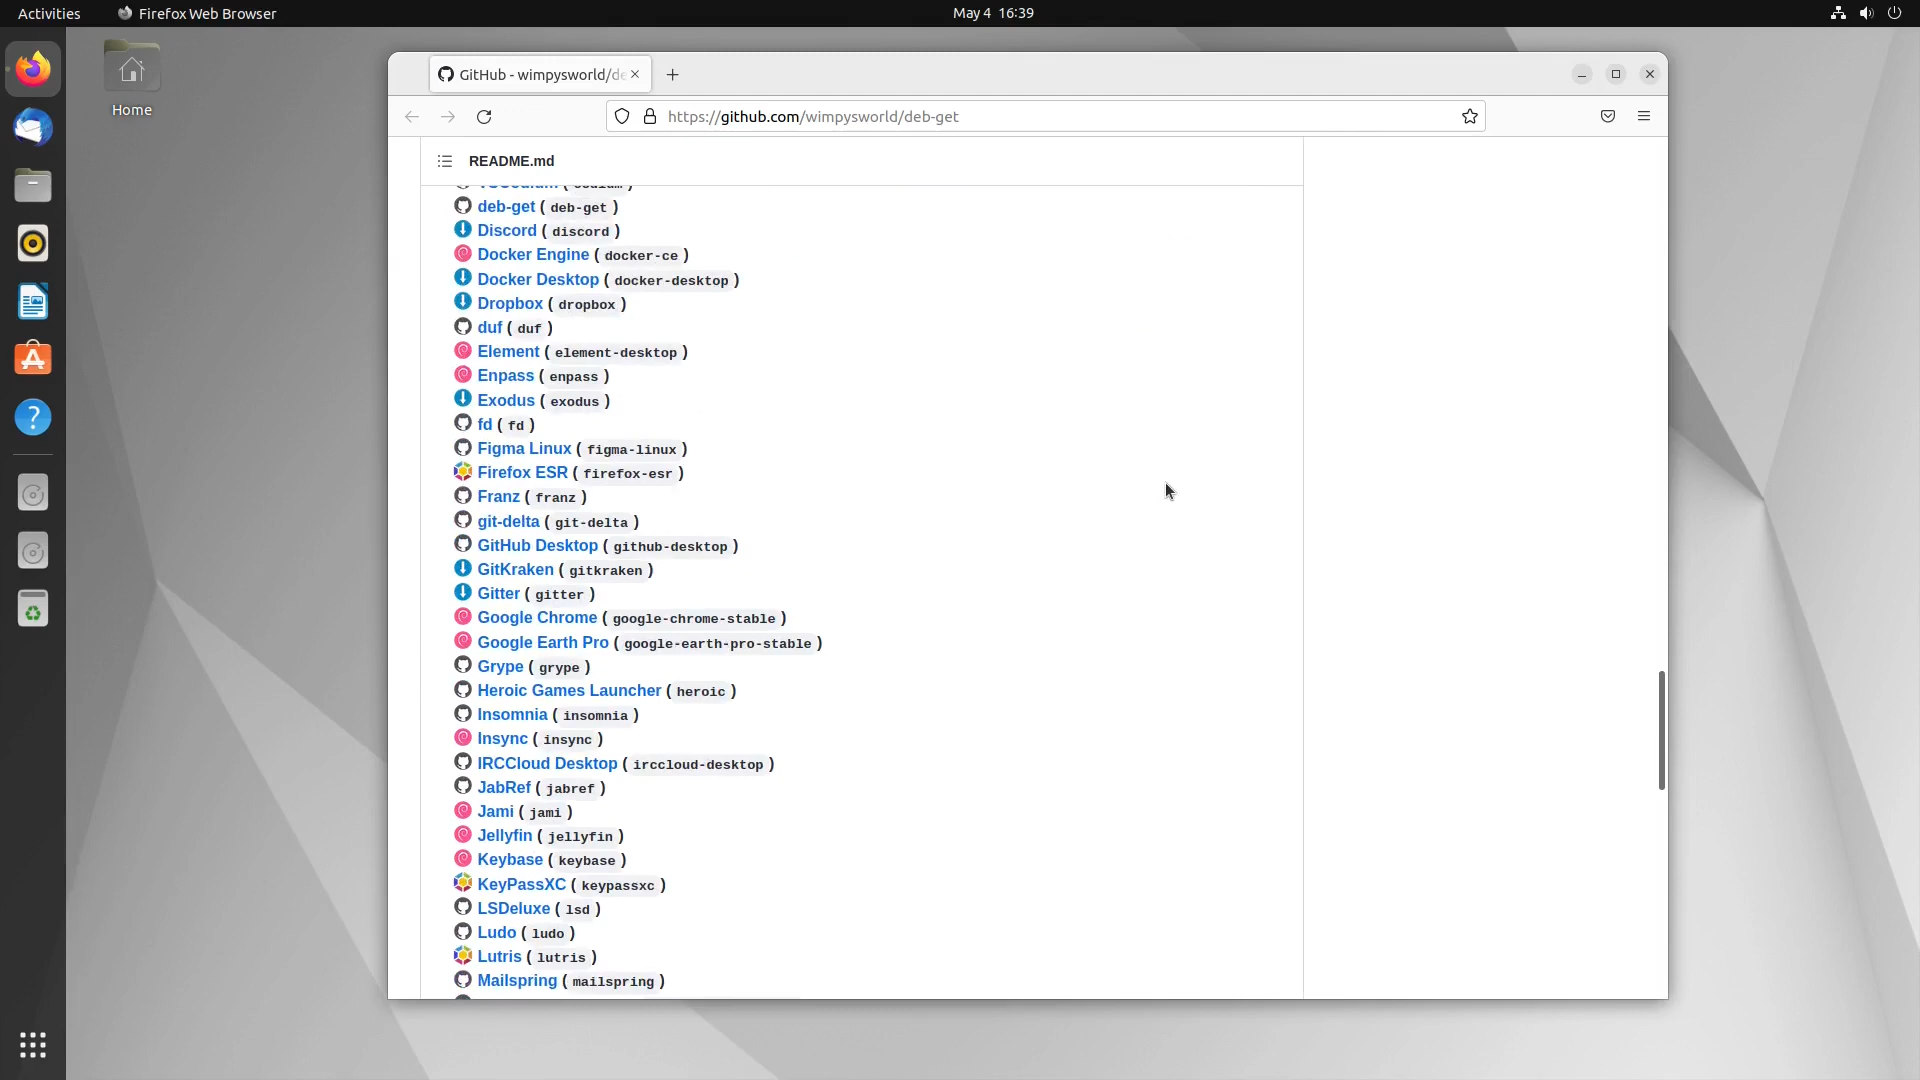 Activities
Firefox Web Browser
May 4 16:39
Home
GitHub - wimpysworld/de
https://github.com/wimpysworld/deb-get
README.md
deb-get ( deb-get )
Discord ( discord )
Docker Engine ( docker-ce )
Docker Desktop ( docker-desktop )
Dropbox ( dropbox )
duf ( duf )
Element ( element-desktop )
Enpass ( enpass )
Exodus ( exodus )
fd ( fd )
Figma Linux ( figma-linux )
Firefox ESR ( firefox-esr )
Franz ( franz )
git-delta ( git-delta )
GitHub Desktop ( github-desktop )
GitKraken ( gitkraken )
Gitter ( gitter )
Google Chrome ( google-chrome-stable )
Google Earth Pro ( google-earth-pro-stable )
Grype ( grype )
Heroic Games Launcher ( heroic )
Insomnia ( insomnia )
Insync ( insync )
IRCCloud Desktop ( irccloud-desktop )
JabRef ( jabref )
Jami ( jami )
Jellyfin ( jellyfin )
Keybase ( keybase )
KeyPassXC ( keypassxc )
LSDeluxe ( lsd )
Ludo ( ludo )
Lutris ( lutris )
Mailspring ( mailspring )